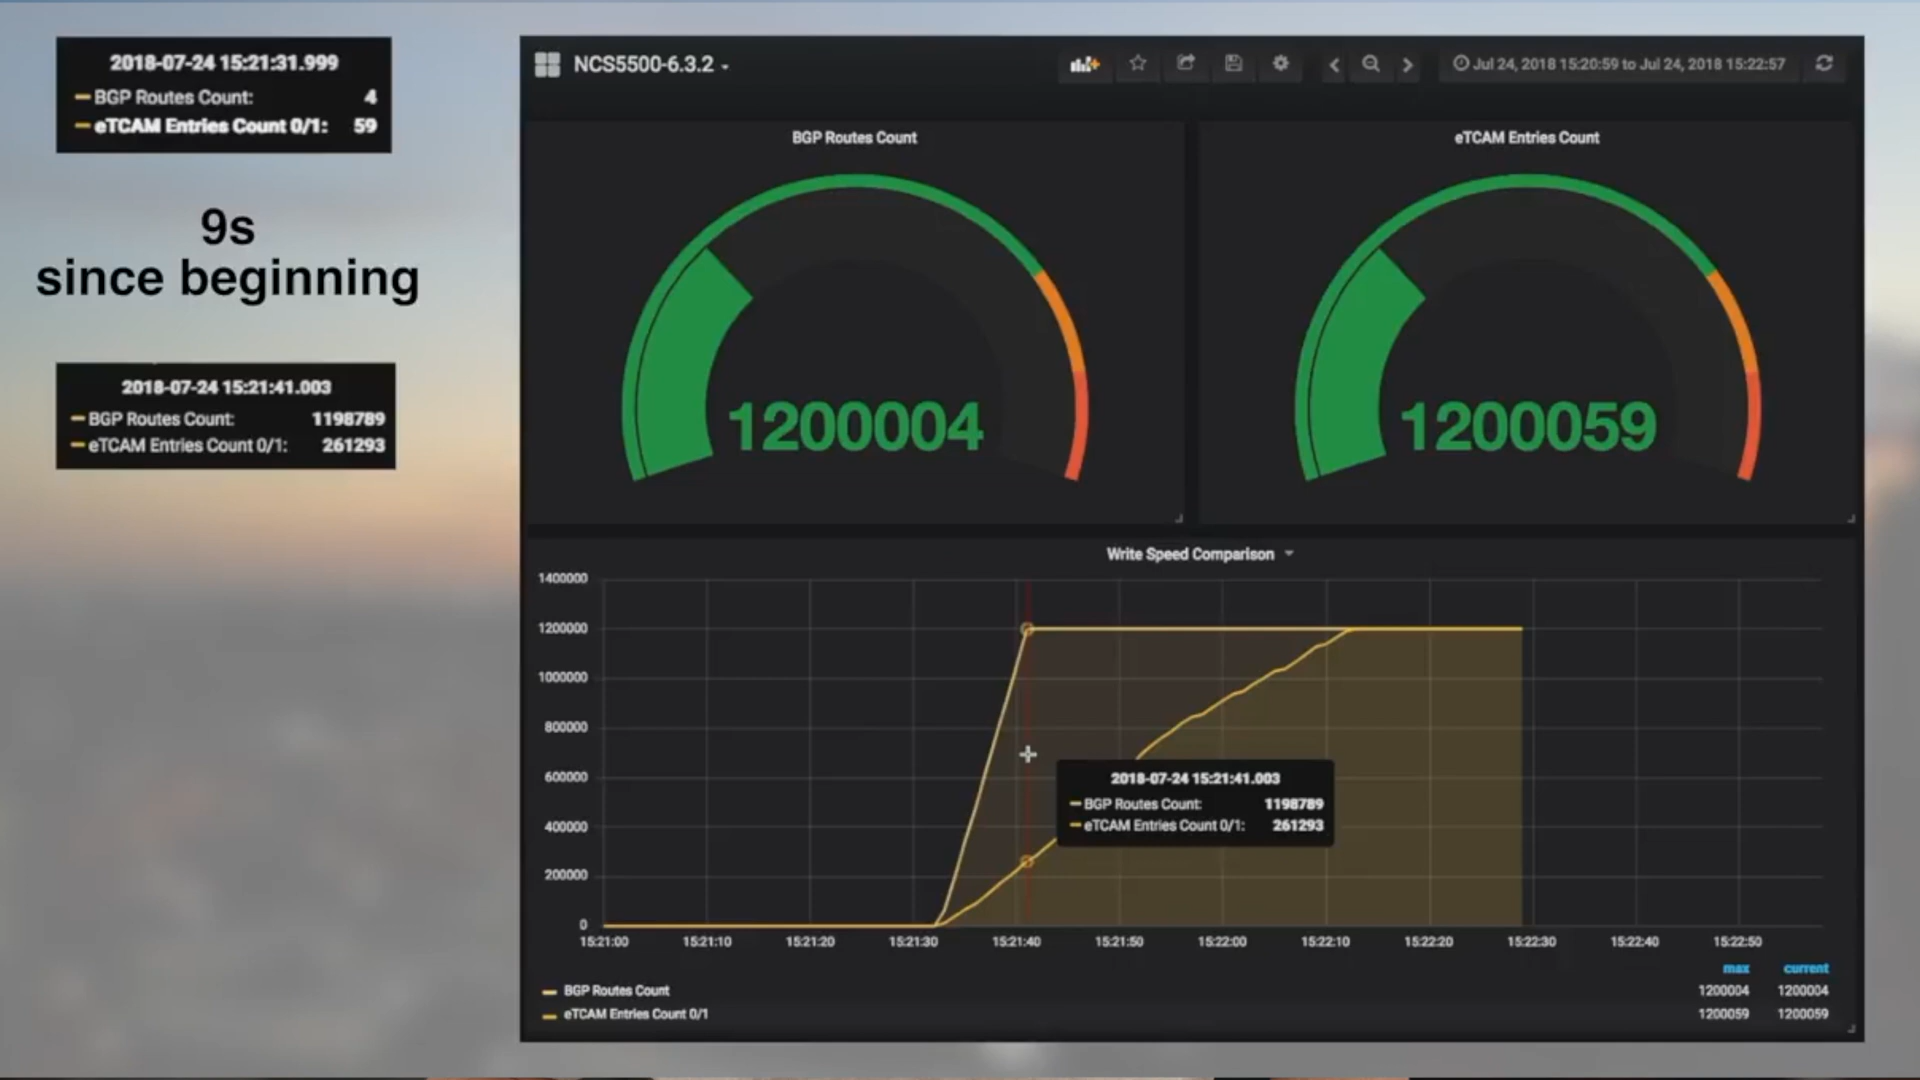 2018-07-24 15:21:31.999
BGP Routes Count: 4
eTCAM Entries Count 0/1: 59
9s
since beginning
2018-07-24 15:21:41.003
BGP Routes Count: 1198789
eTCAM Entries Count 0/1: 261293
NCS5500-6.3.2
Jul 24, 2018 15:20:59 to Jul 24, 2018 15:22:57
BGP Routes Count
1200004
eTCAM Entries Count
1200059
Write Speed Comparison
1400000
1200000
1000000
800000
600000
400000
200000
0
15:21:00 15:21:10 15:21:20 15:21:30 15:21:40 15:21:50 15:22:00 15:22:10 15:22:20 15:22:30 15:22:40 15:22:50
2018-07-24 15:21:41.003
BGP Routes Count: 1198789
eTCAM Entries Count 0/1: 261293
max current
BGP Routes Count 1200004 1200004
eTCAM Entries Count 0/1 1200059 1200059